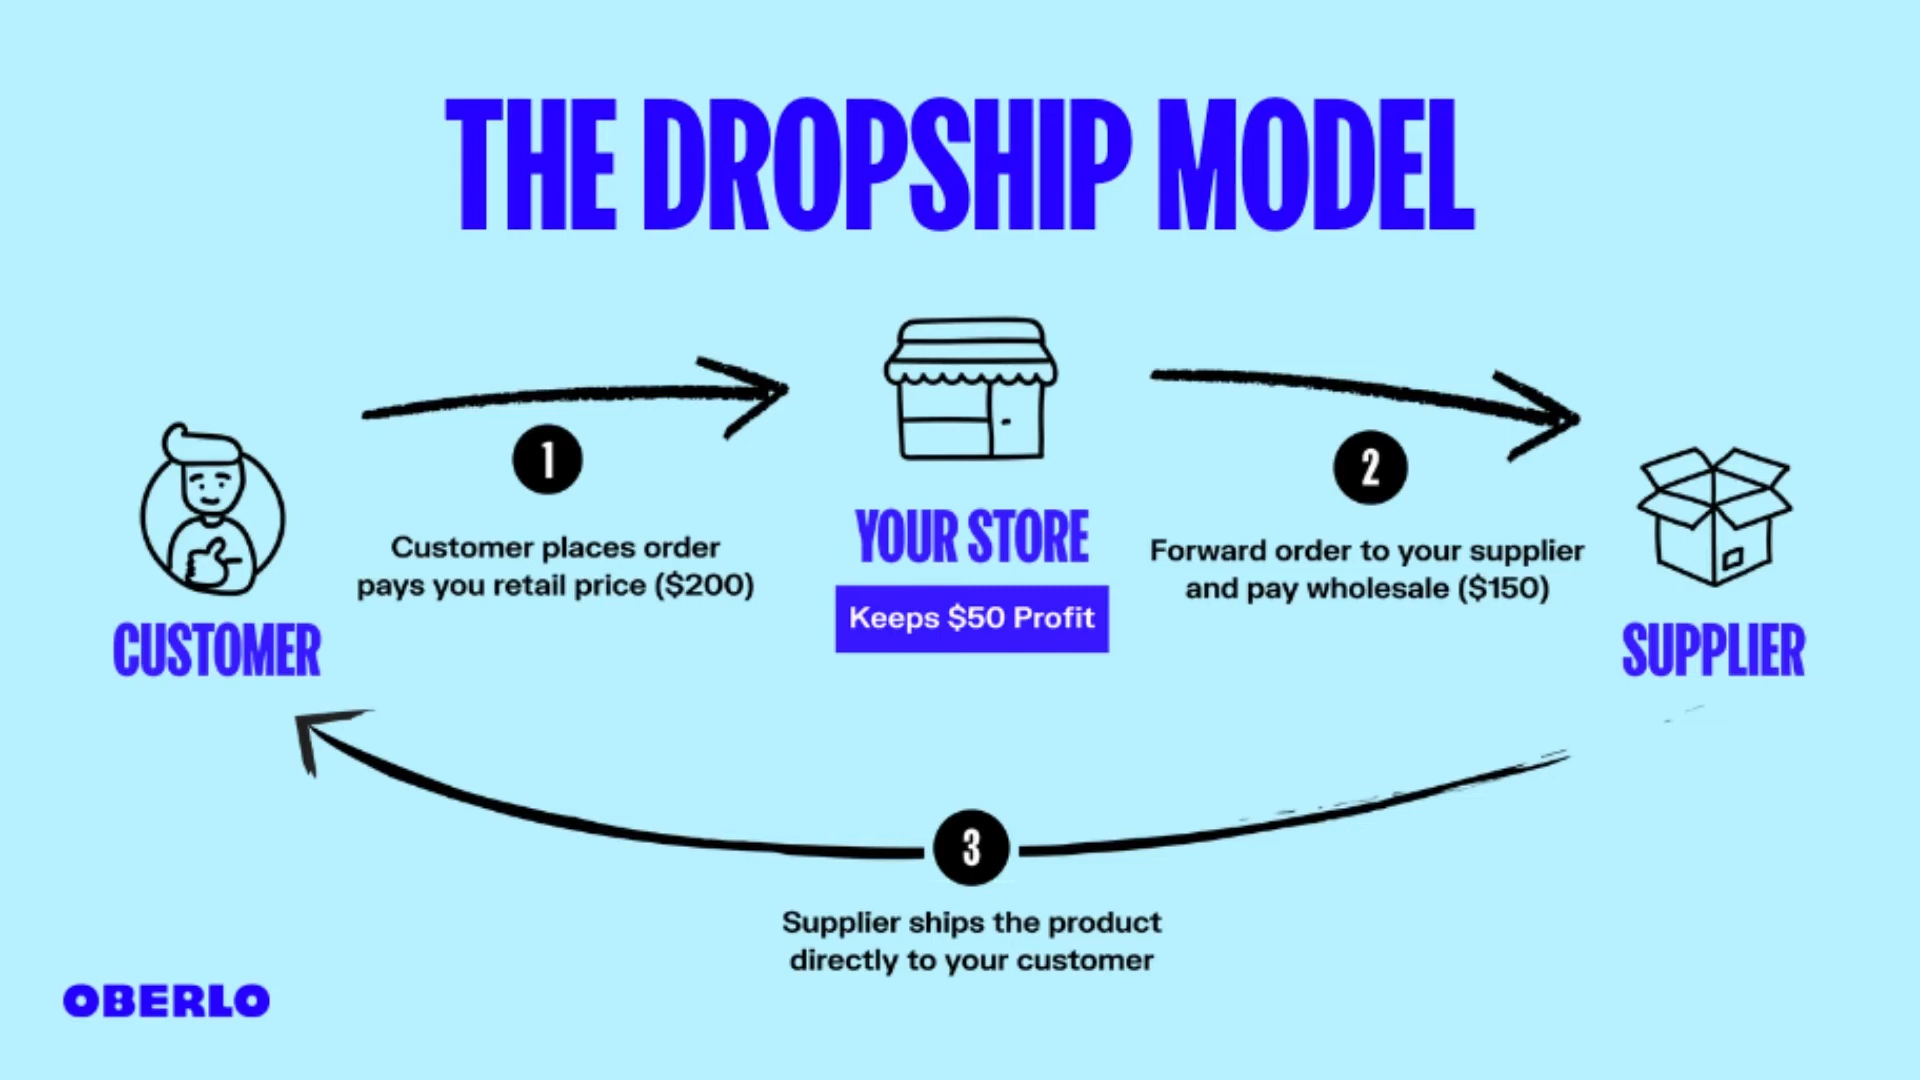 THE DROPSHIP MODEL
1
Customer places order
pays you retail price ($200)
CUSTOMER
YOUR STORE
Keeps $50 Profit
2
Forward order to your supplier
and pay wholesale ($150)
SUPPLIER
3
Supplier ships the product
directly to your customer
OBERLO